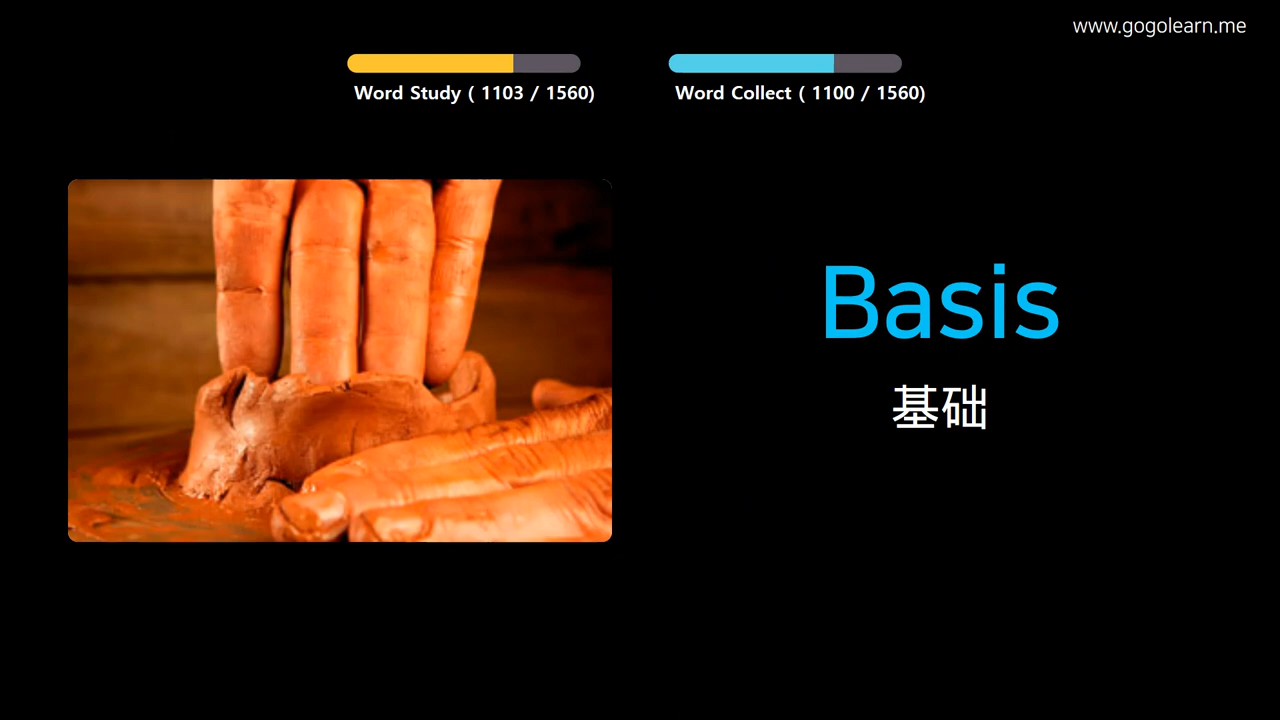 www.gogolearn.me
Word Study ( 1103 / 1560)
Word Collect ( 1100 / 1560)
Basis
基础